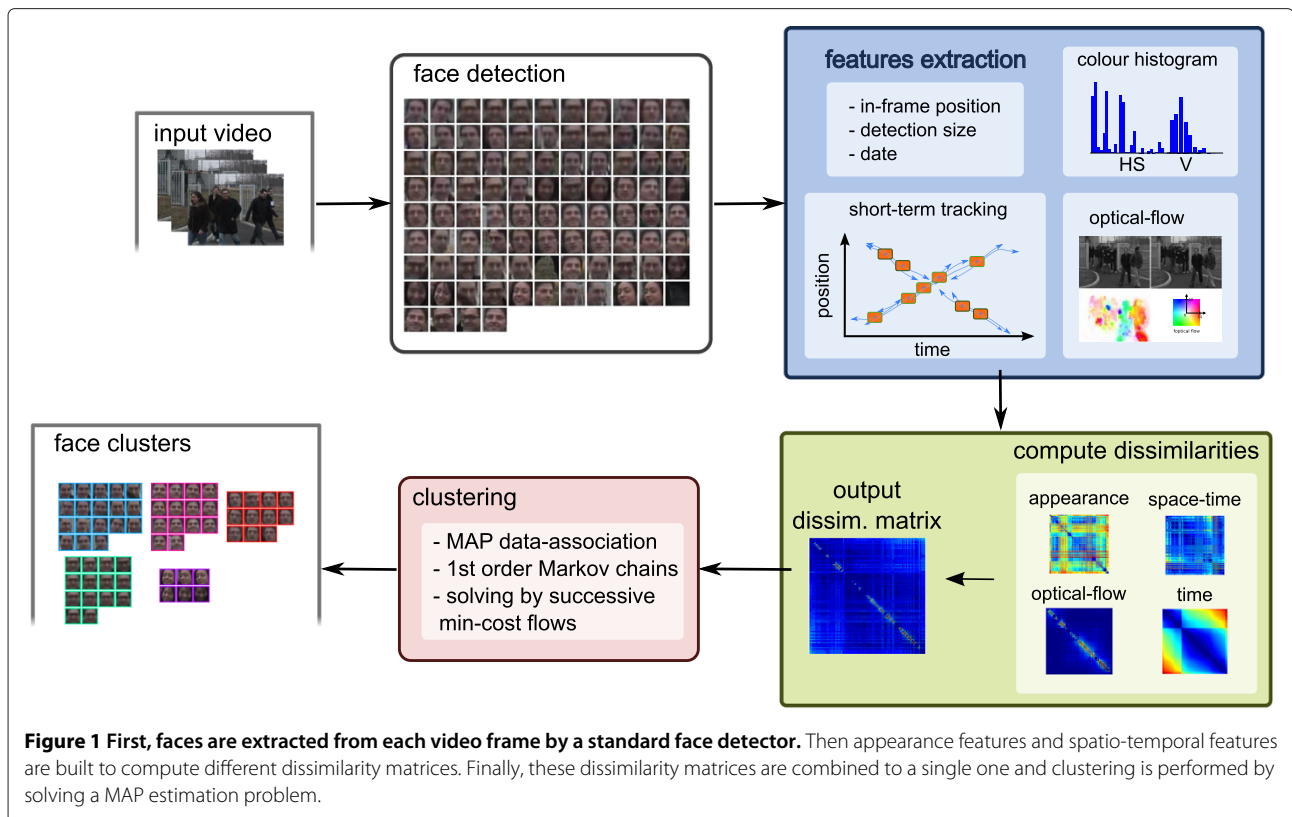 input video
face detection
features extraction
- in-frame position
- detection size
- date
colour histogram
HS V
short-term tracking
position
time
optical-flow
optical flow
compute dissimilarities
appearance space-time
optical-flow time
output
dissim. matrix
clustering
- MAP data-association
- 1st order Markov chains
- solving by successive
min-cost flows
face clusters
Figure 1 First, faces are extracted from each video frame by a standard face detector. Then appearance features and spatio-temporal features
are built to compute different dissimilarity matrices. Finally, these dissimilarity matrices are combined to a single one and clustering is performed by
solving a MAP estimation problem.